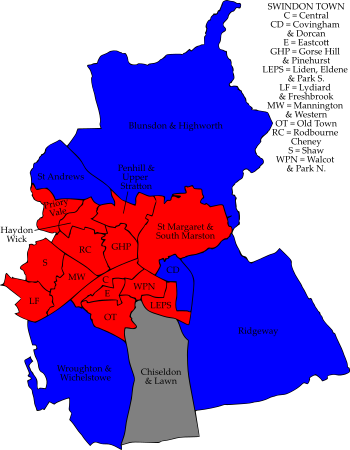 SWINDON TOWN
C = Central
CD = Covingham
& Dorcan
E = Eastcott
GHP = Gorse Hill
& Pinehurst
LEPS = Liden, Eldene
& Park S.
LF = Lydiard
& Freshbrook
MW = Mannington
& Western
OT = Old Town
RC = Rodbourne
Cheney
S = Shaw
WPN = Walcot
& Park N.
Blunsdon & Highworth
Penhill &
Upper
Stratton
St Andrews
Priory
Vale
Haydon
Wick
St Margaret &
South Marston
RC
GHP
S
MW
CD
C
E
WPN
LEPS
LF
OT
Ridgeway
Wroughton &
Wichelstowe
Chiseldon
& Lawn